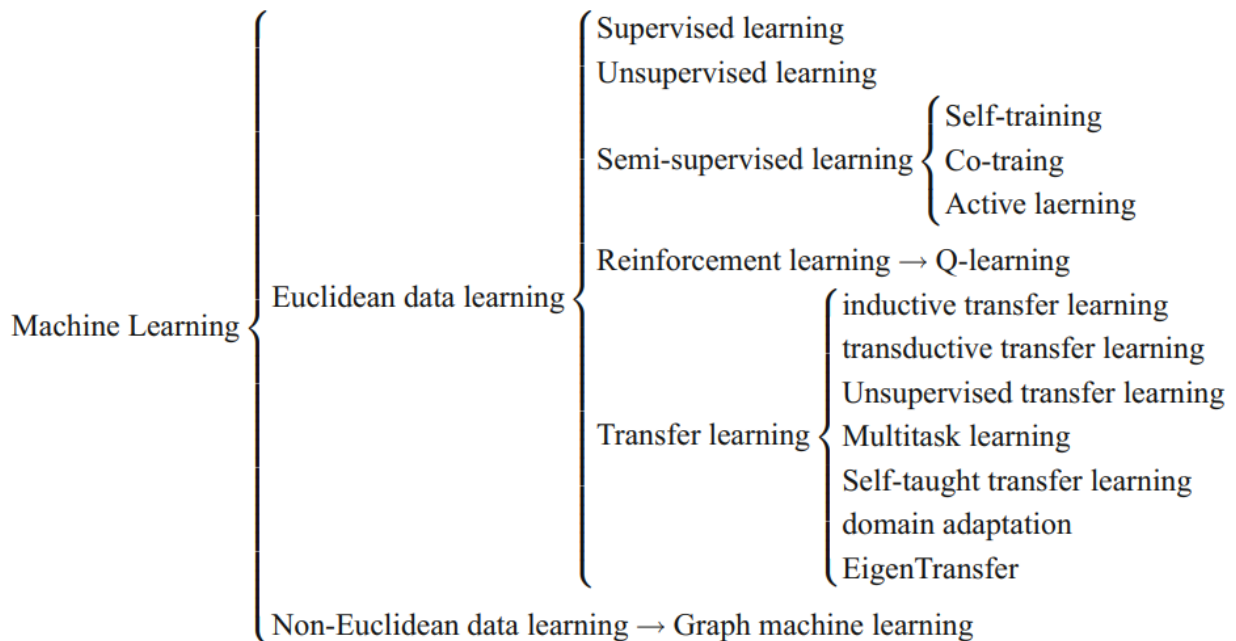 Supervised learning
Unsupervised learning
Self-training
Semi-supervised learning
Co-traing
Active laerning
Reinforcement learning → Q-learning
Euclidean data learning
inductive transfer learning
Machine Learning
transductive transfer learning
Unsupervised transfer learning
Transfer learning
Multitask learning
Self-taught transfer learning
domain adaptation
EigenTransfer
Non-Euclidean data learning → Graph machine learning